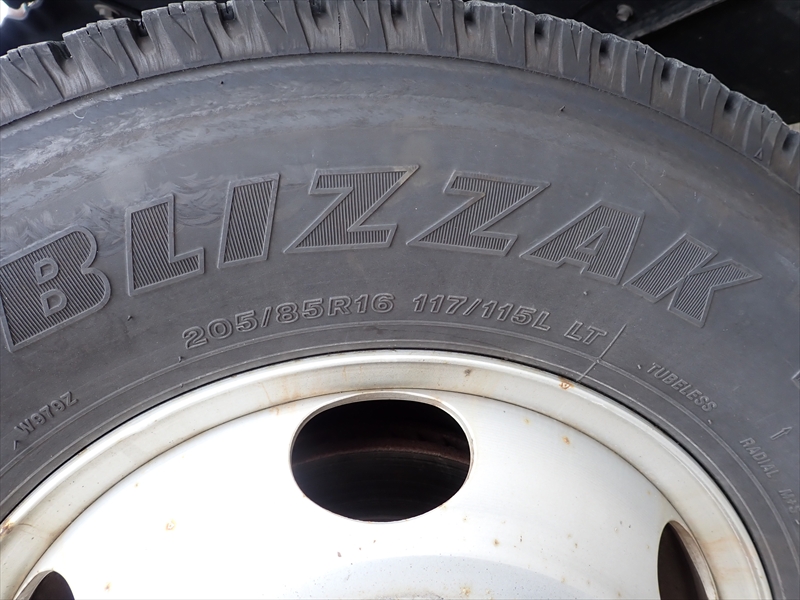 BLIZZAK
205/85R16 117/115L LT
TUBELESS
W979Z
RADIAL